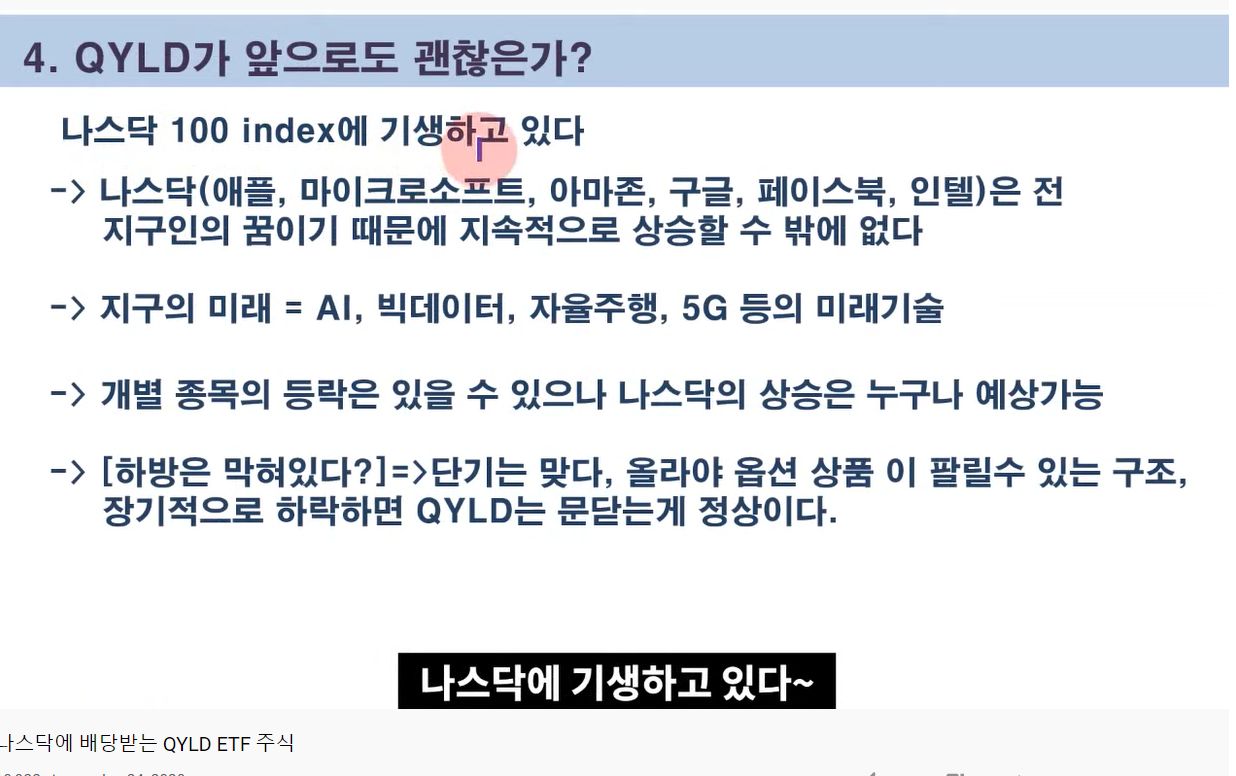 4. QYLD가 앞으로도 괜찮은가?
나스닥 100 index에 기생하고 있다
-> 나스닥(애플, 마이크로소프트, 아마존, 구글, 페이스북, 인텔)은 전
지구인의 꿈이기 때문에 지속적으로 상승할 수 밖에 없다
-> 지구의 미래 = AI, 빅데이터, 자율주행, 5G 등의 미래기술
-> 개별 종목의 등락은 있을 수 있으나 나스닥의 상승은 누구나 예상가능
-> [하방은 막혀있다?]=>단기는 맞다, 올라야 옵션 상품 이 팔릴수 있는 구조,
장기적으로 하락하면 QYLD는 문닫는게 정상이다.
나스닥에 기생하고 있다~
나스닥에 배당받는 QYLD ETF 주식